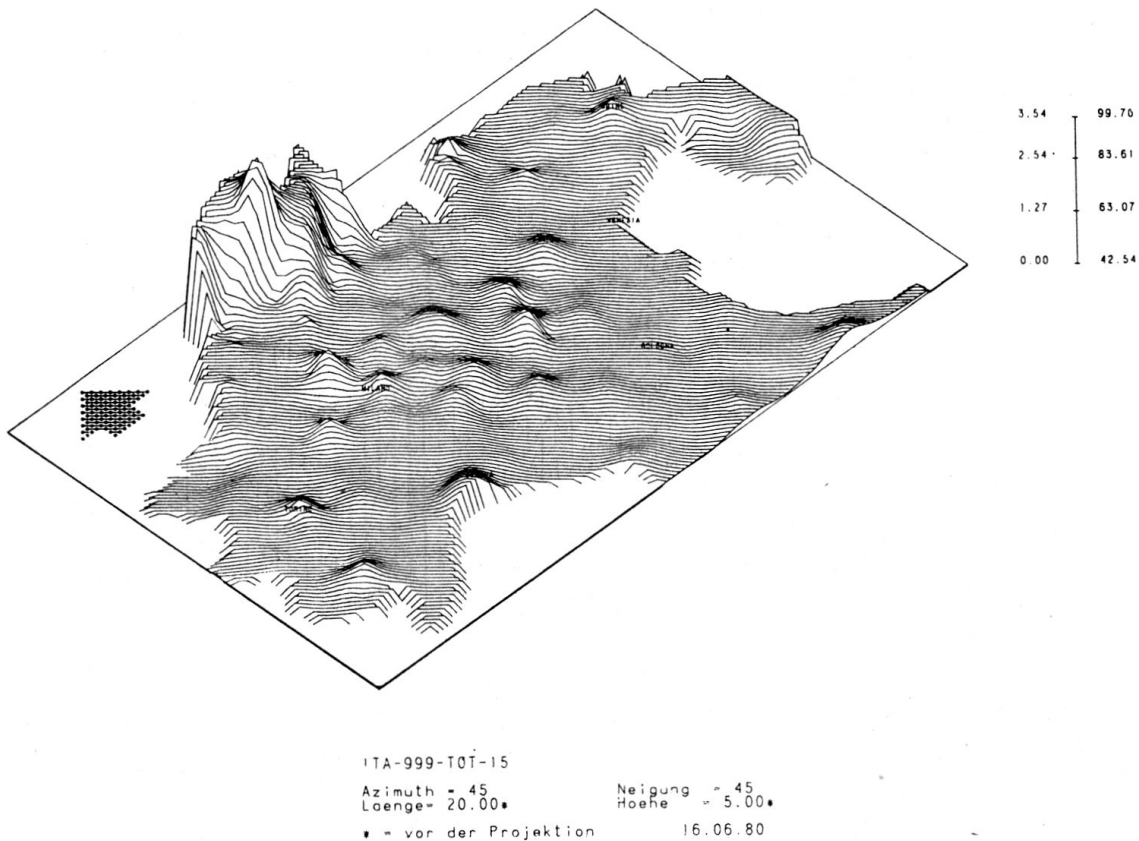 3.54 99.70
2.54 83.61
1.27 63.07
0.00 42.54
VENEZIA
BOLOGNA
MILANO
TORINO
ITA-999-TOT-15
Azimuth = 45 Neigung = 45
Laenge= 20.00* Hoehe = 5.00*
* = vor der Projektion 16.06.80